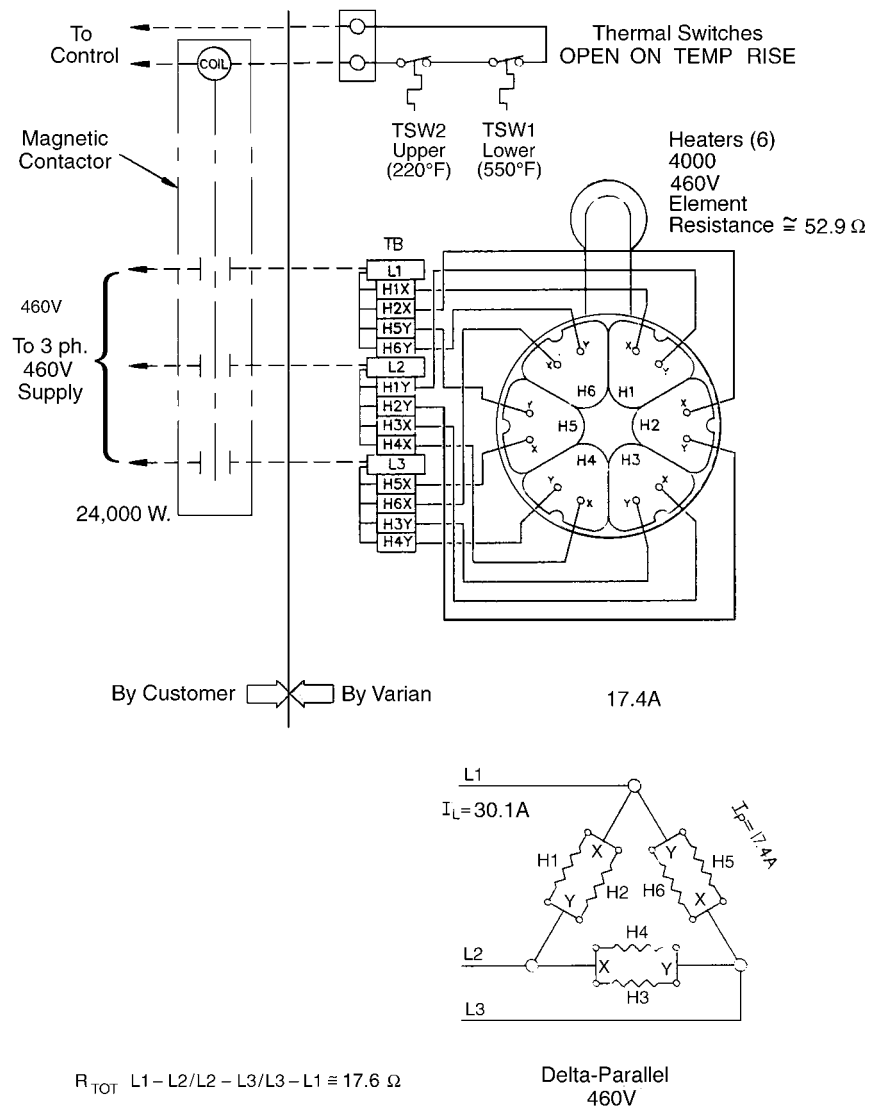 To
Control
COIL
Thermal Switches
OPEN ON TEMP RISE
TSW2
Upper
(220°F)
TSW1
Lower
(550°F)
Magnetic
Contactor
Heaters (6)
4000
460V
Element
Resistance ≅ 52.9 Ω
TB
L1
H1X
H2X
H5Y
H6Y
L2
H1Y
H2Y
H3X
H4X
L3
H5X
H6X
H3Y
H4Y
460V
To 3 ph.
460V
Supply
24,000 W.
Y
X
X
Y
H6
H1
Y
X
H5
H2
X
Y
H4
H3
Y
X
Y
X
By Customer
By Varian
17.4A
L1
I_L=30.1A
I_P=17.4A
H1
X
Y
H5
Y
H2
H6
X
H4
L2
X
Y
H3
L3
R TOT L1–L2/L2–L3/L3–L1 ≅ 17.6 Ω
Delta-Parallel
460V